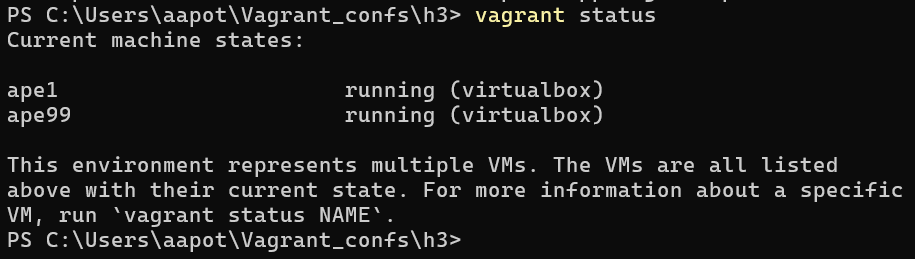 PS C:\Users\aapot\Vagrant_confs\h3> vagrant status
Current machine states:
ape1                      running (virtualbox)
ape99                     running (virtualbox)
This environment represents multiple VMs. The VMs are all listed
above with their current state. For more information about a specific
VM, run `vagrant status NAME`.
PS C:\Users\aapot\Vagrant_confs\h3>